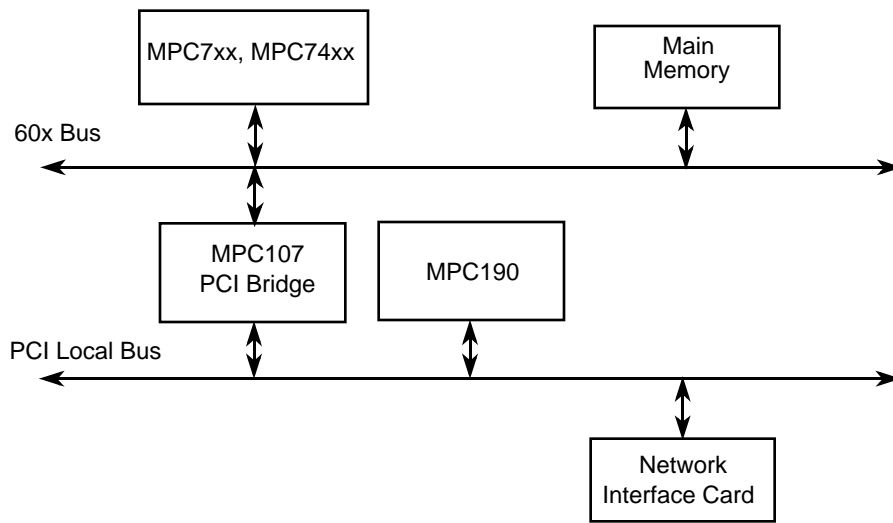 MPC7xx, MPC74xx
Main
Memory
60x Bus
MPC107
PCI Bridge
MPC190
PCI Local Bus
Network
Interface Card